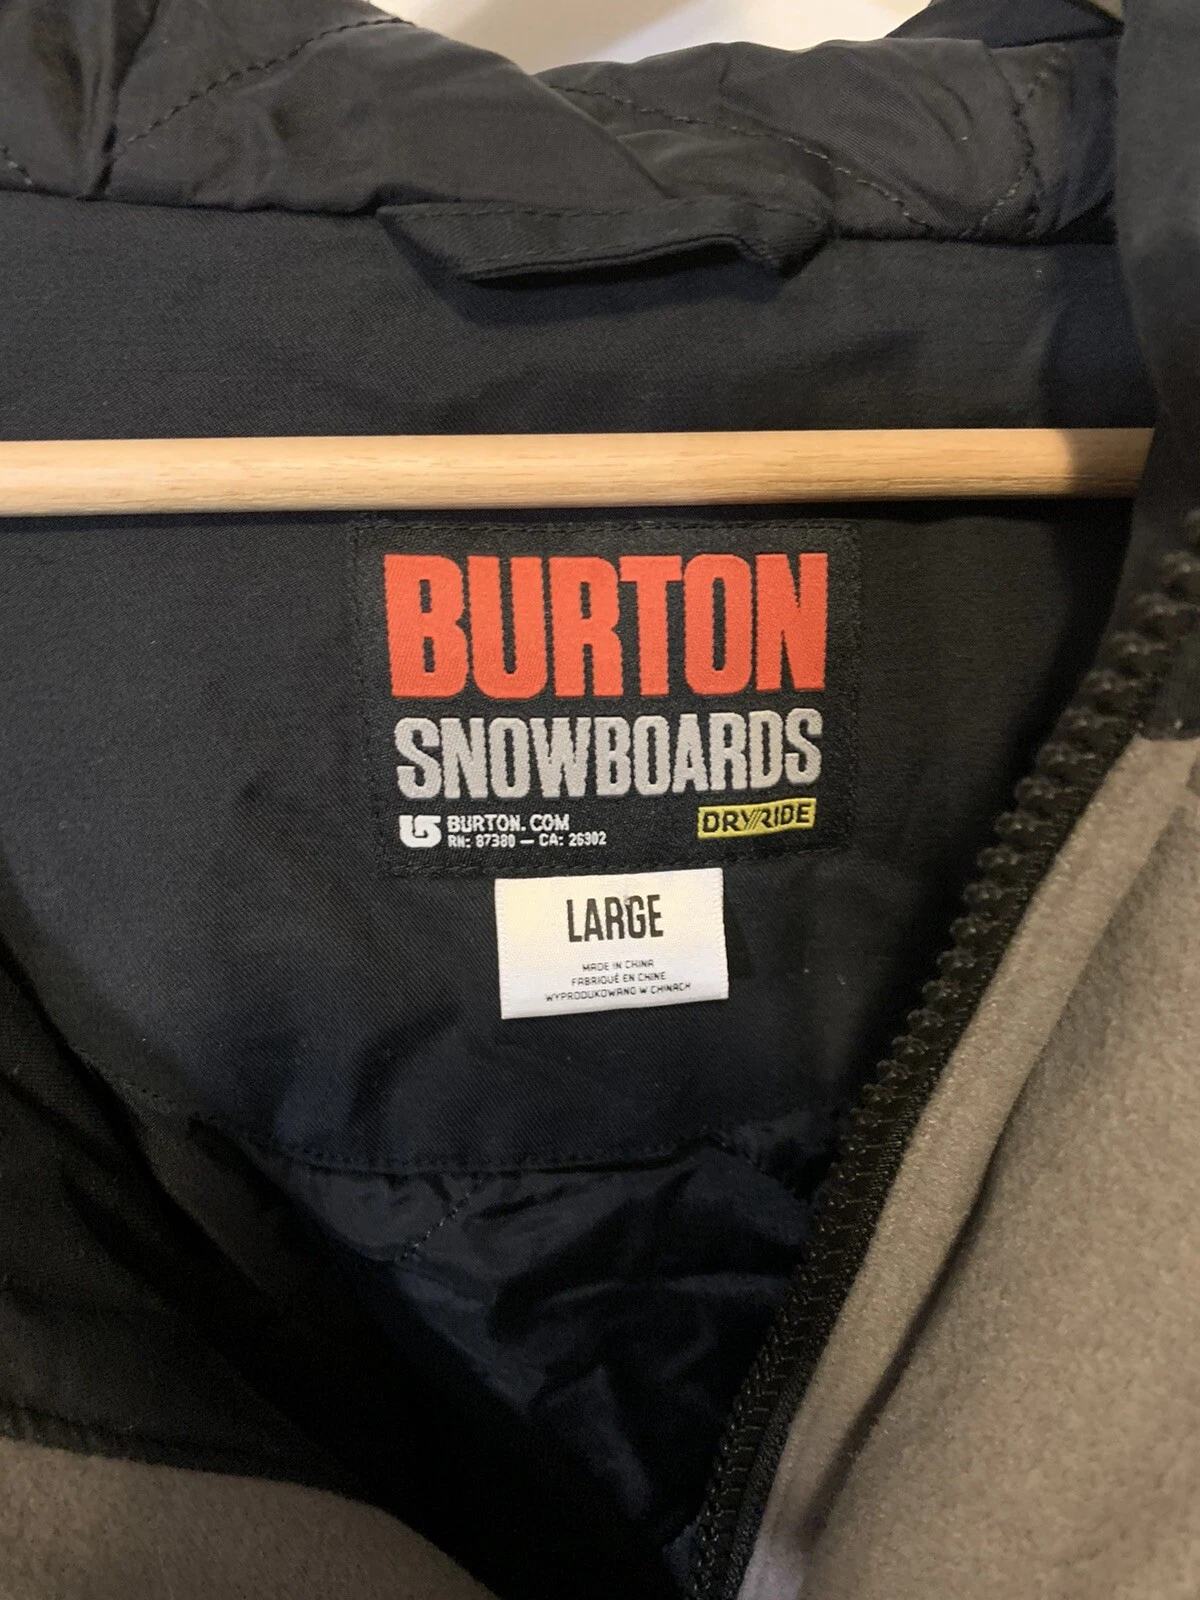 BURTON
SNOWBOARDS
BURTON.COM
RN: 87380 — CA: 26302
DRYRIDE
LARGE
MADE IN CHINA
FABRIQUÉ EN CHINE
WYPRODUKOWANO W CHINACH